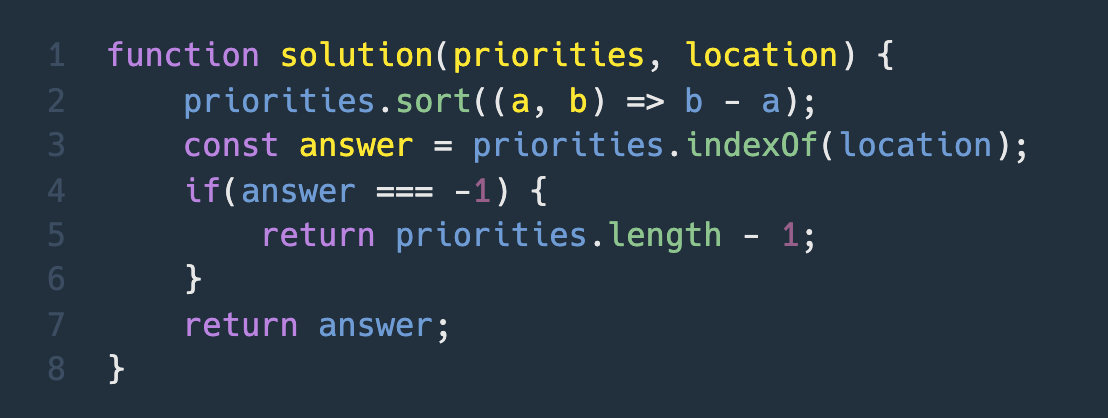 1 function solution(priorities, location) {
2     priorities.sort((a, b) => b - a);
3     const answer = priorities.indexOf(location);
4     if(answer === -1) {
5         return priorities.length - 1;
6     }
7     return answer;
8 }